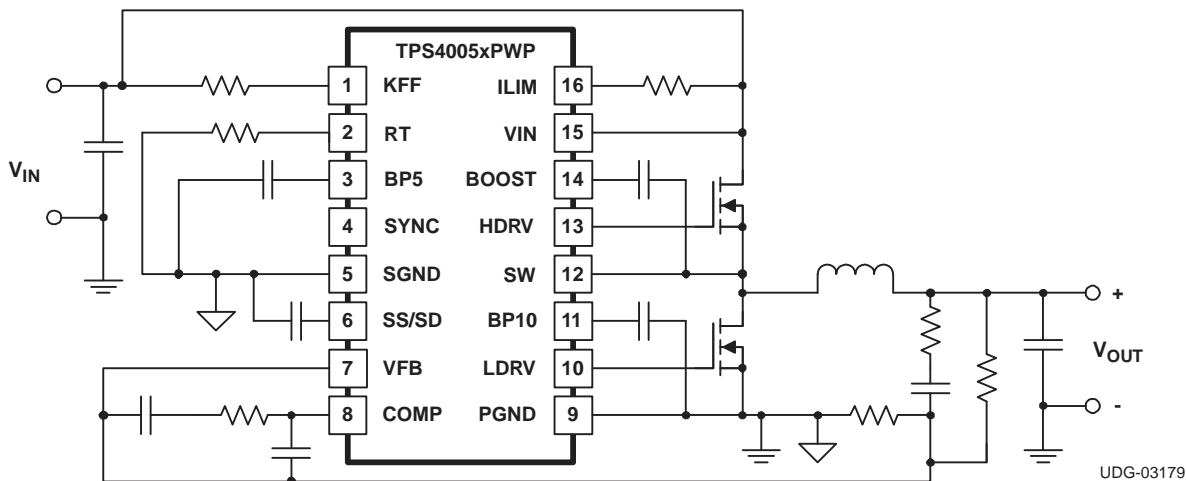 TPS4005xPWP
1 KFF ILIM 16
2 RT VIN 15
3 BP5 BOOST 14
4 SYNC HDRV 13
5 SGND SW 12
6 SS/SD BP10 11
7 VFB LDRV 10
8 COMP PGND 9
VIN
+
VOUT
-
UDG-03179